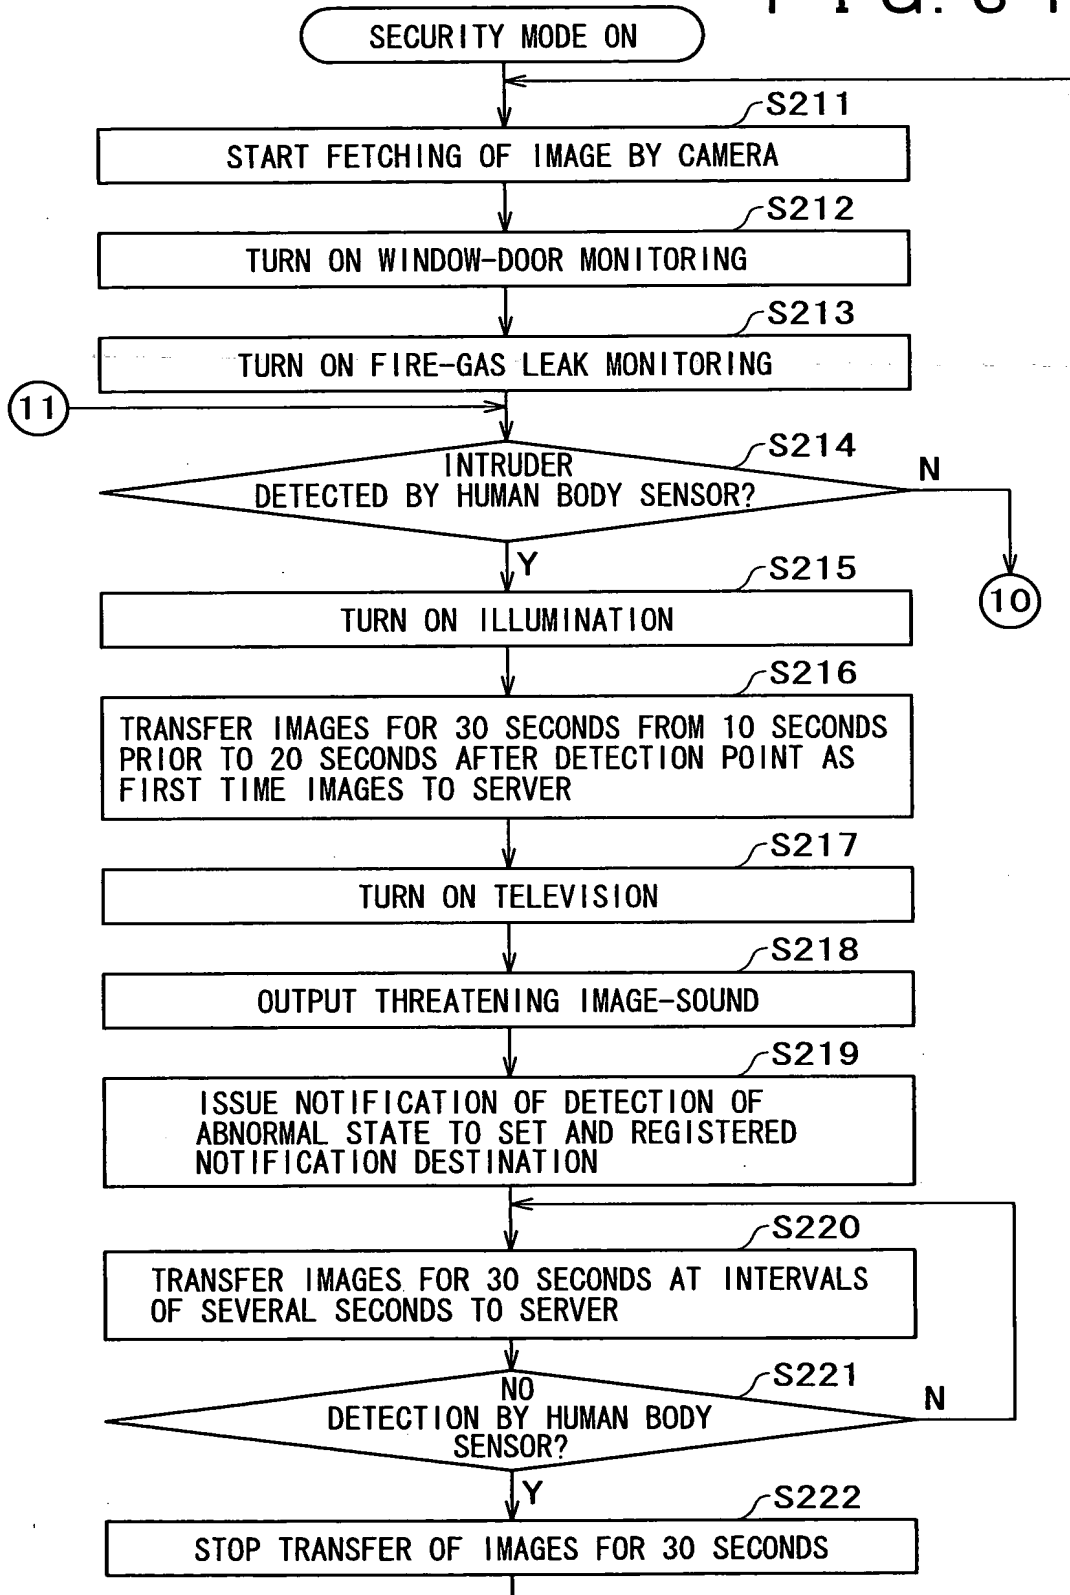 SECURITY MODE ON
S211
START FETCHING OF IMAGE BY CAMERA
S212
TURN ON WINDOW-DOOR MONITORING
S213
TURN ON FIRE-GAS LEAK MONITORING
11
S214
INTRUDER
DETECTED BY HUMAN BODY SENSOR?
N
Y
10
S215
TURN ON ILLUMINATION
S216
TRANSFER IMAGES FOR 30 SECONDS FROM 10 SECONDS
PRIOR TO 20 SECONDS AFTER DETECTION POINT AS
FIRST TIME IMAGES TO SERVER
S217
TURN ON TELEVISION
S218
OUTPUT THREATENING IMAGE-SOUND
S219
ISSUE NOTIFICATION OF DETECTION OF
ABNORMAL STATE TO SET AND REGISTERED
NOTIFICATION DESTINATION
S220
TRANSFER IMAGES FOR 30 SECONDS AT INTERVALS
OF SEVERAL SECONDS TO SERVER
S221
NO
DETECTION BY HUMAN BODY
SENSOR?
N
Y
S222
STOP TRANSFER OF IMAGES FOR 30 SECONDS